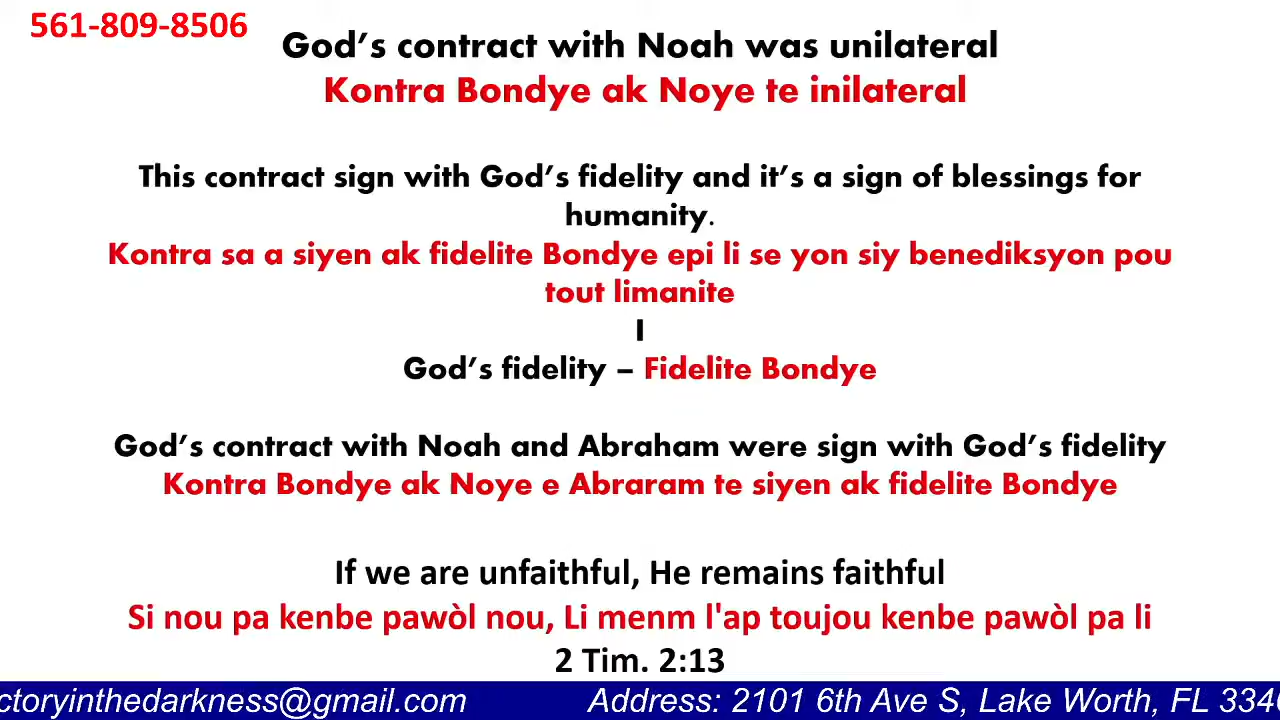 561-809-8506
God’s contract with Noah was unilateral
Kontra Bondye ak Noye te inilateral
This contract sign with God’s fidelity and it’s a sign of blessings for
humanity.
Kontra sa a siyen ak fidelite Bondye epi li se yon siy benediksyon pou
tout limanite
I
God’s fidelity – Fidelite Bondye
God’s contract with Noah and Abraham were sign with God’s fidelity
Kontra Bondye ak Noye e Abraram te siyen ak fidelite Bondye
If we are unfaithful, He remains faithful
Si nou pa kenbe pawòl nou, Li menm l'ap toujou kenbe pawòl pa li
2 Tim. 2:13
ctoryinthedarkness@gmail.com Address: 2101 6th Ave S, Lake Worth, FL